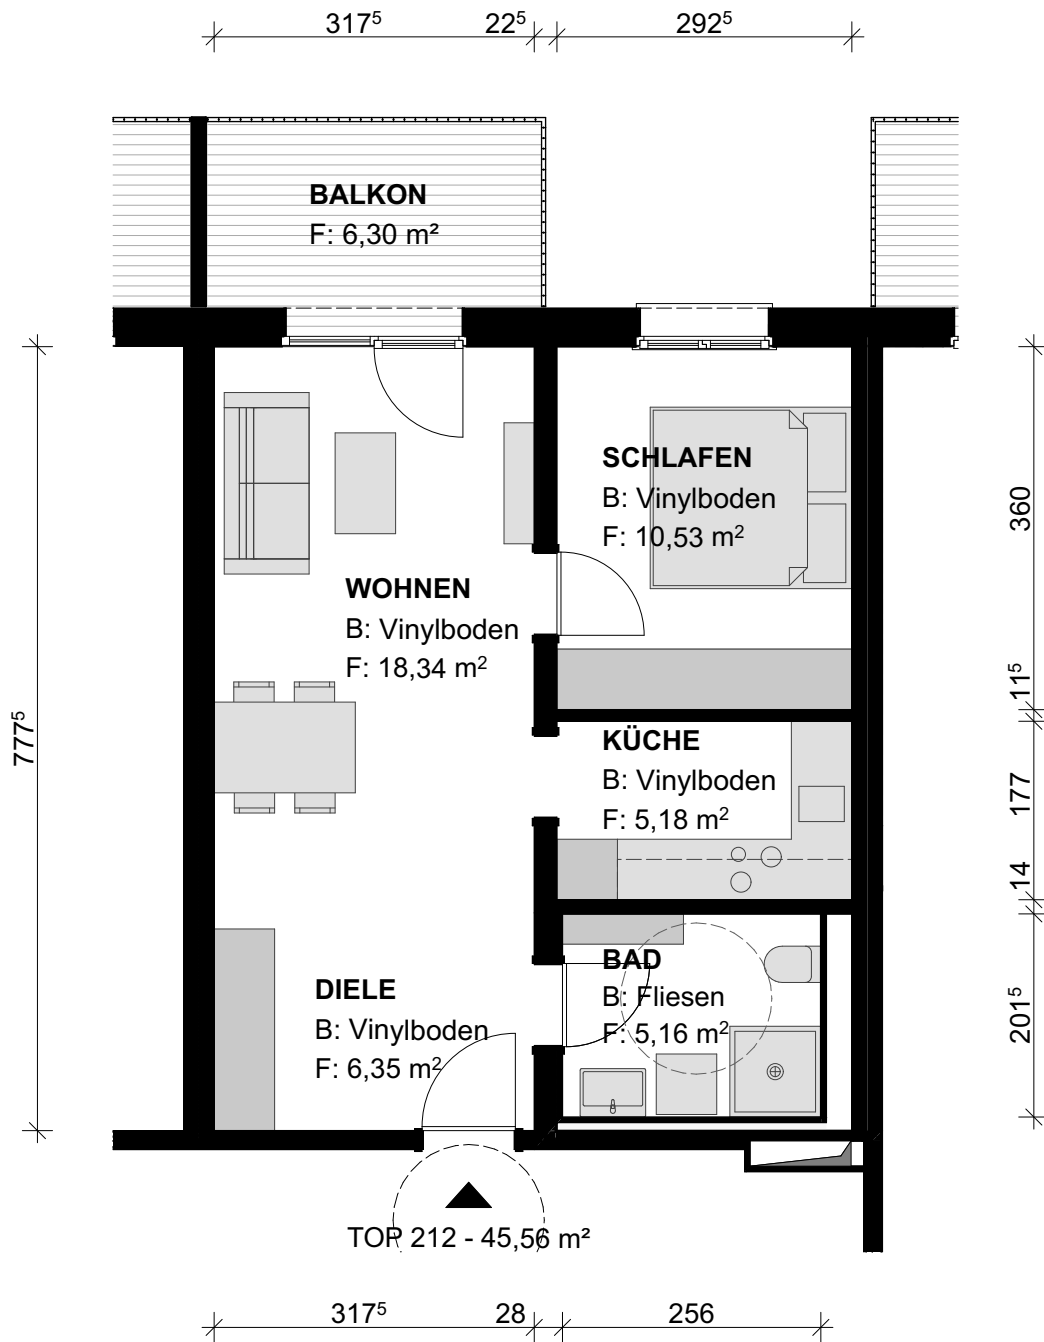 317⁵ 22⁵ 292⁵
BALKON
F: 6,30 m²
SCHLAFEN
B: Vinylboden
F: 10,53 m²
360
WOHNEN
B: Vinylboden
F: 18,34 m²
11⁵
777⁵
KÜCHE
B: Vinylboden
F: 5,18 m²
177
14
BAD
B: Fliesen
F: 5,16 m²
201⁵
DIELE
B: Vinylboden
F: 6,35 m²
TOP 212 - 45,56 m²
317⁵ 28 256